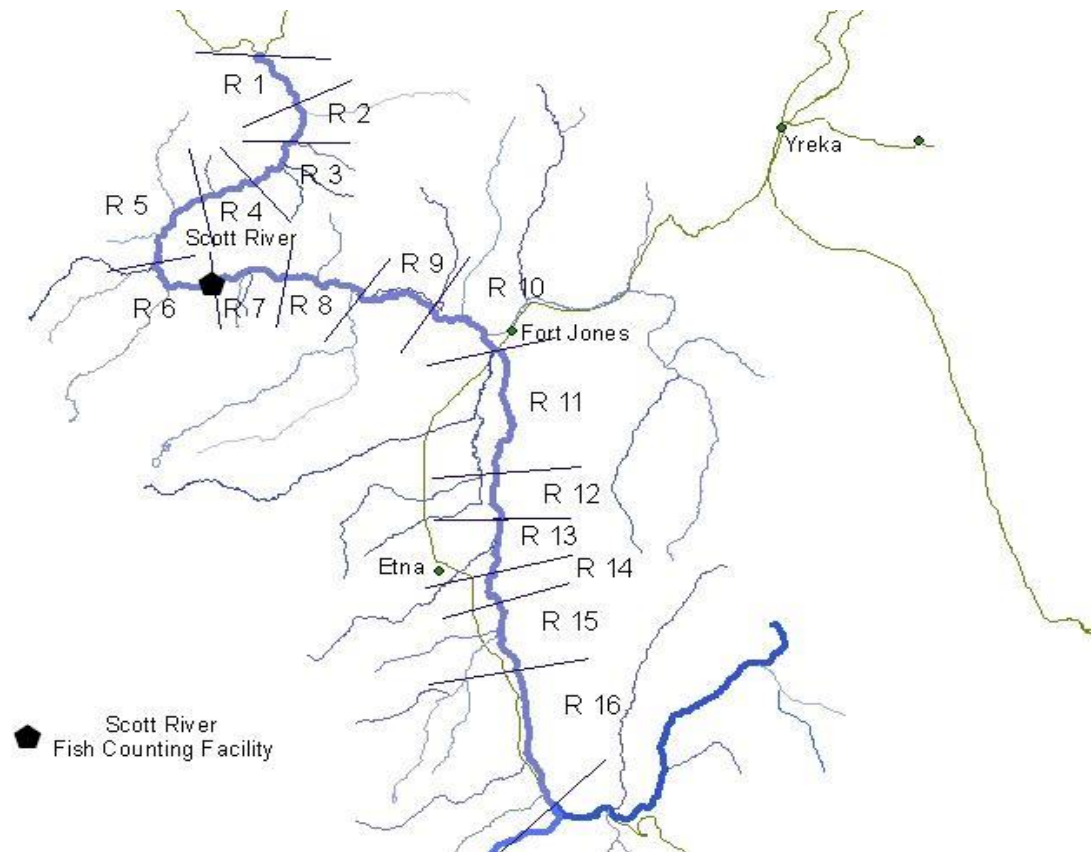 R 1
R 2
Yreka
R 3
R 5
R 4
Scott River
R 9
R 10
R 6
R 7
R 8
Fort Jones
R 11
R 12
R 13
Etna
R 14
R 15
R 16
Scott River
Fish Counting Facility